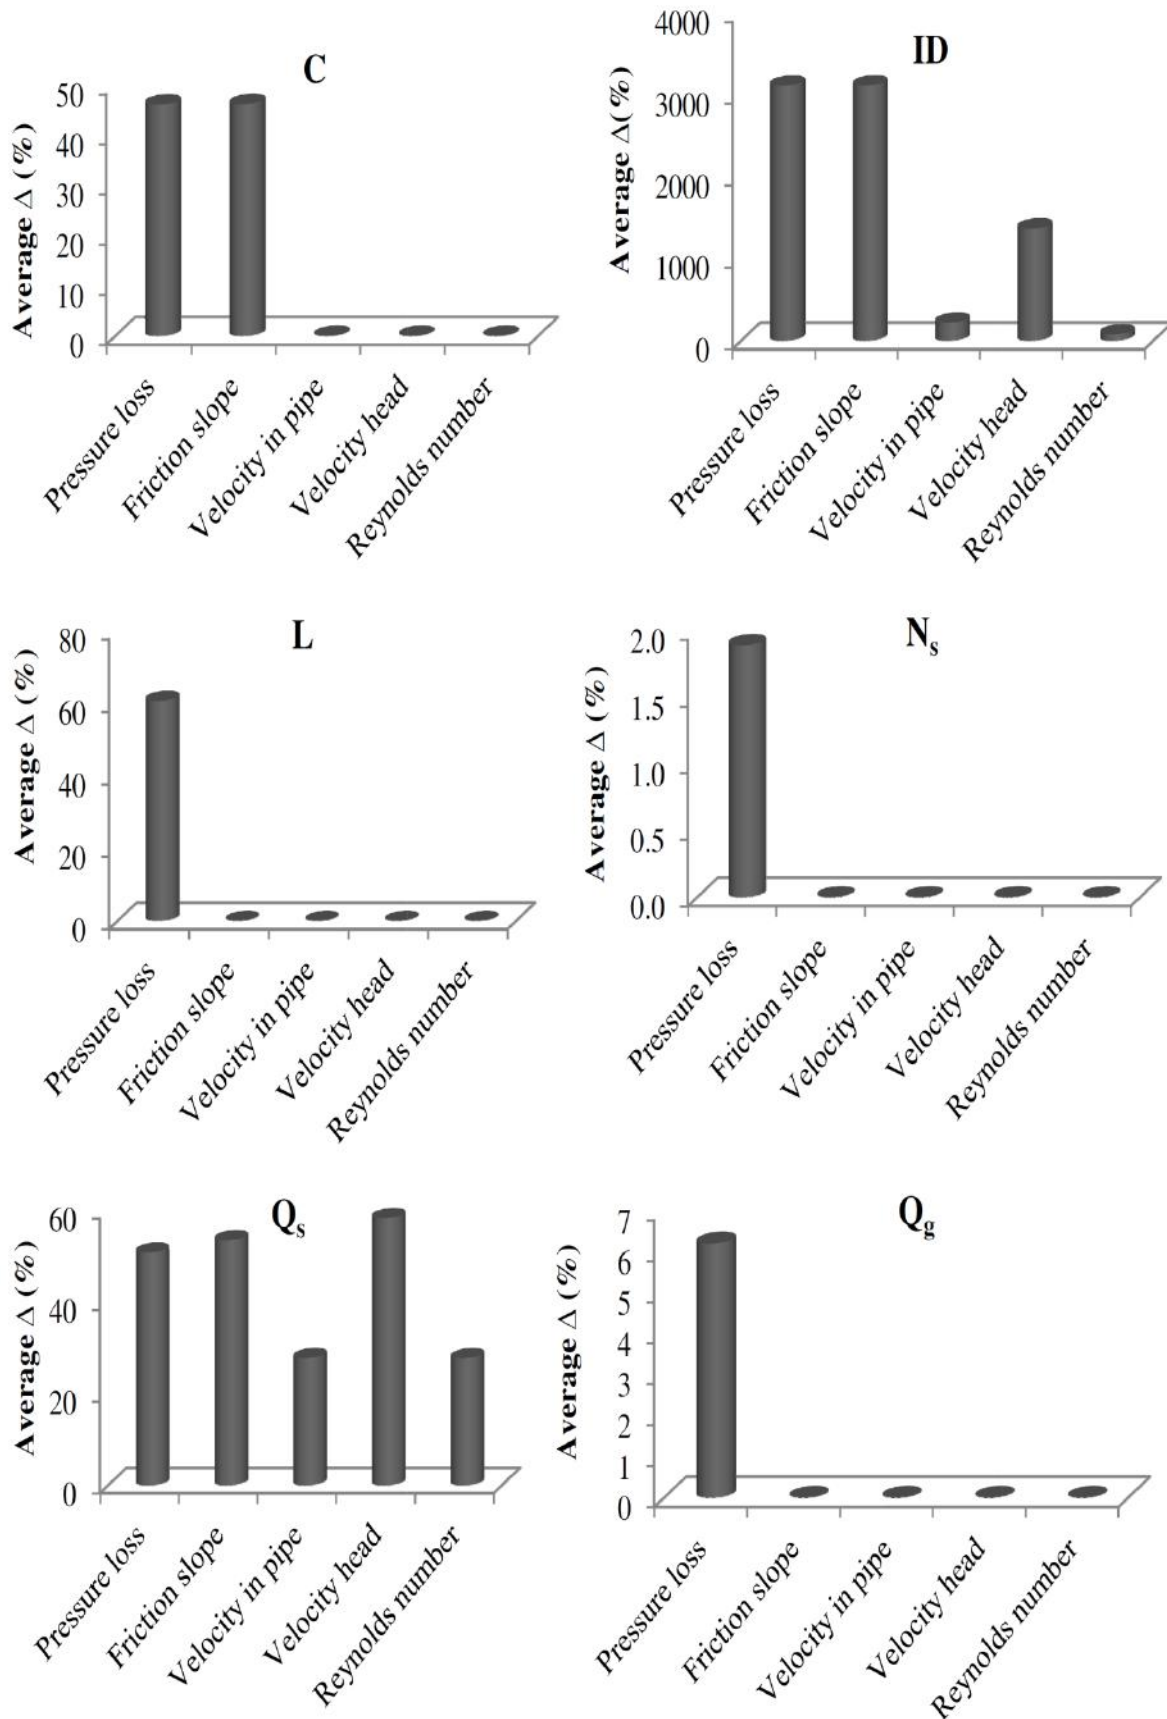 C
Average Δ (%)
50
40
30
20
10
0
Pressure loss
Friction slope
Velocity in pipe
Velocity head
Reynolds number
ID
Average Δ(%)
4000
3000
2000
1000
0
Pressure loss
Friction slope
Velocity in pipe
Velocity head
Reynolds number
L
Average Δ (%)
80
60
40
20
0
Pressure loss
Friction slope
Velocity in pipe
Velocity head
Reynolds number
Ns
Average Δ (%)
2.0
1.5
1.0
0.5
0.0
Pressure loss
Friction slope
Velocity in pipe
Velocity head
Reynolds number
Qs
Average Δ (%)
60
40
20
0
Pressure loss
Friction slope
Velocity in pipe
Velocity head
Reynolds number
Qg
Average Δ (%)
7
6
5
4
3
2
1
0
Pressure loss
Friction slope
Velocity in pipe
Velocity head
Reynolds number